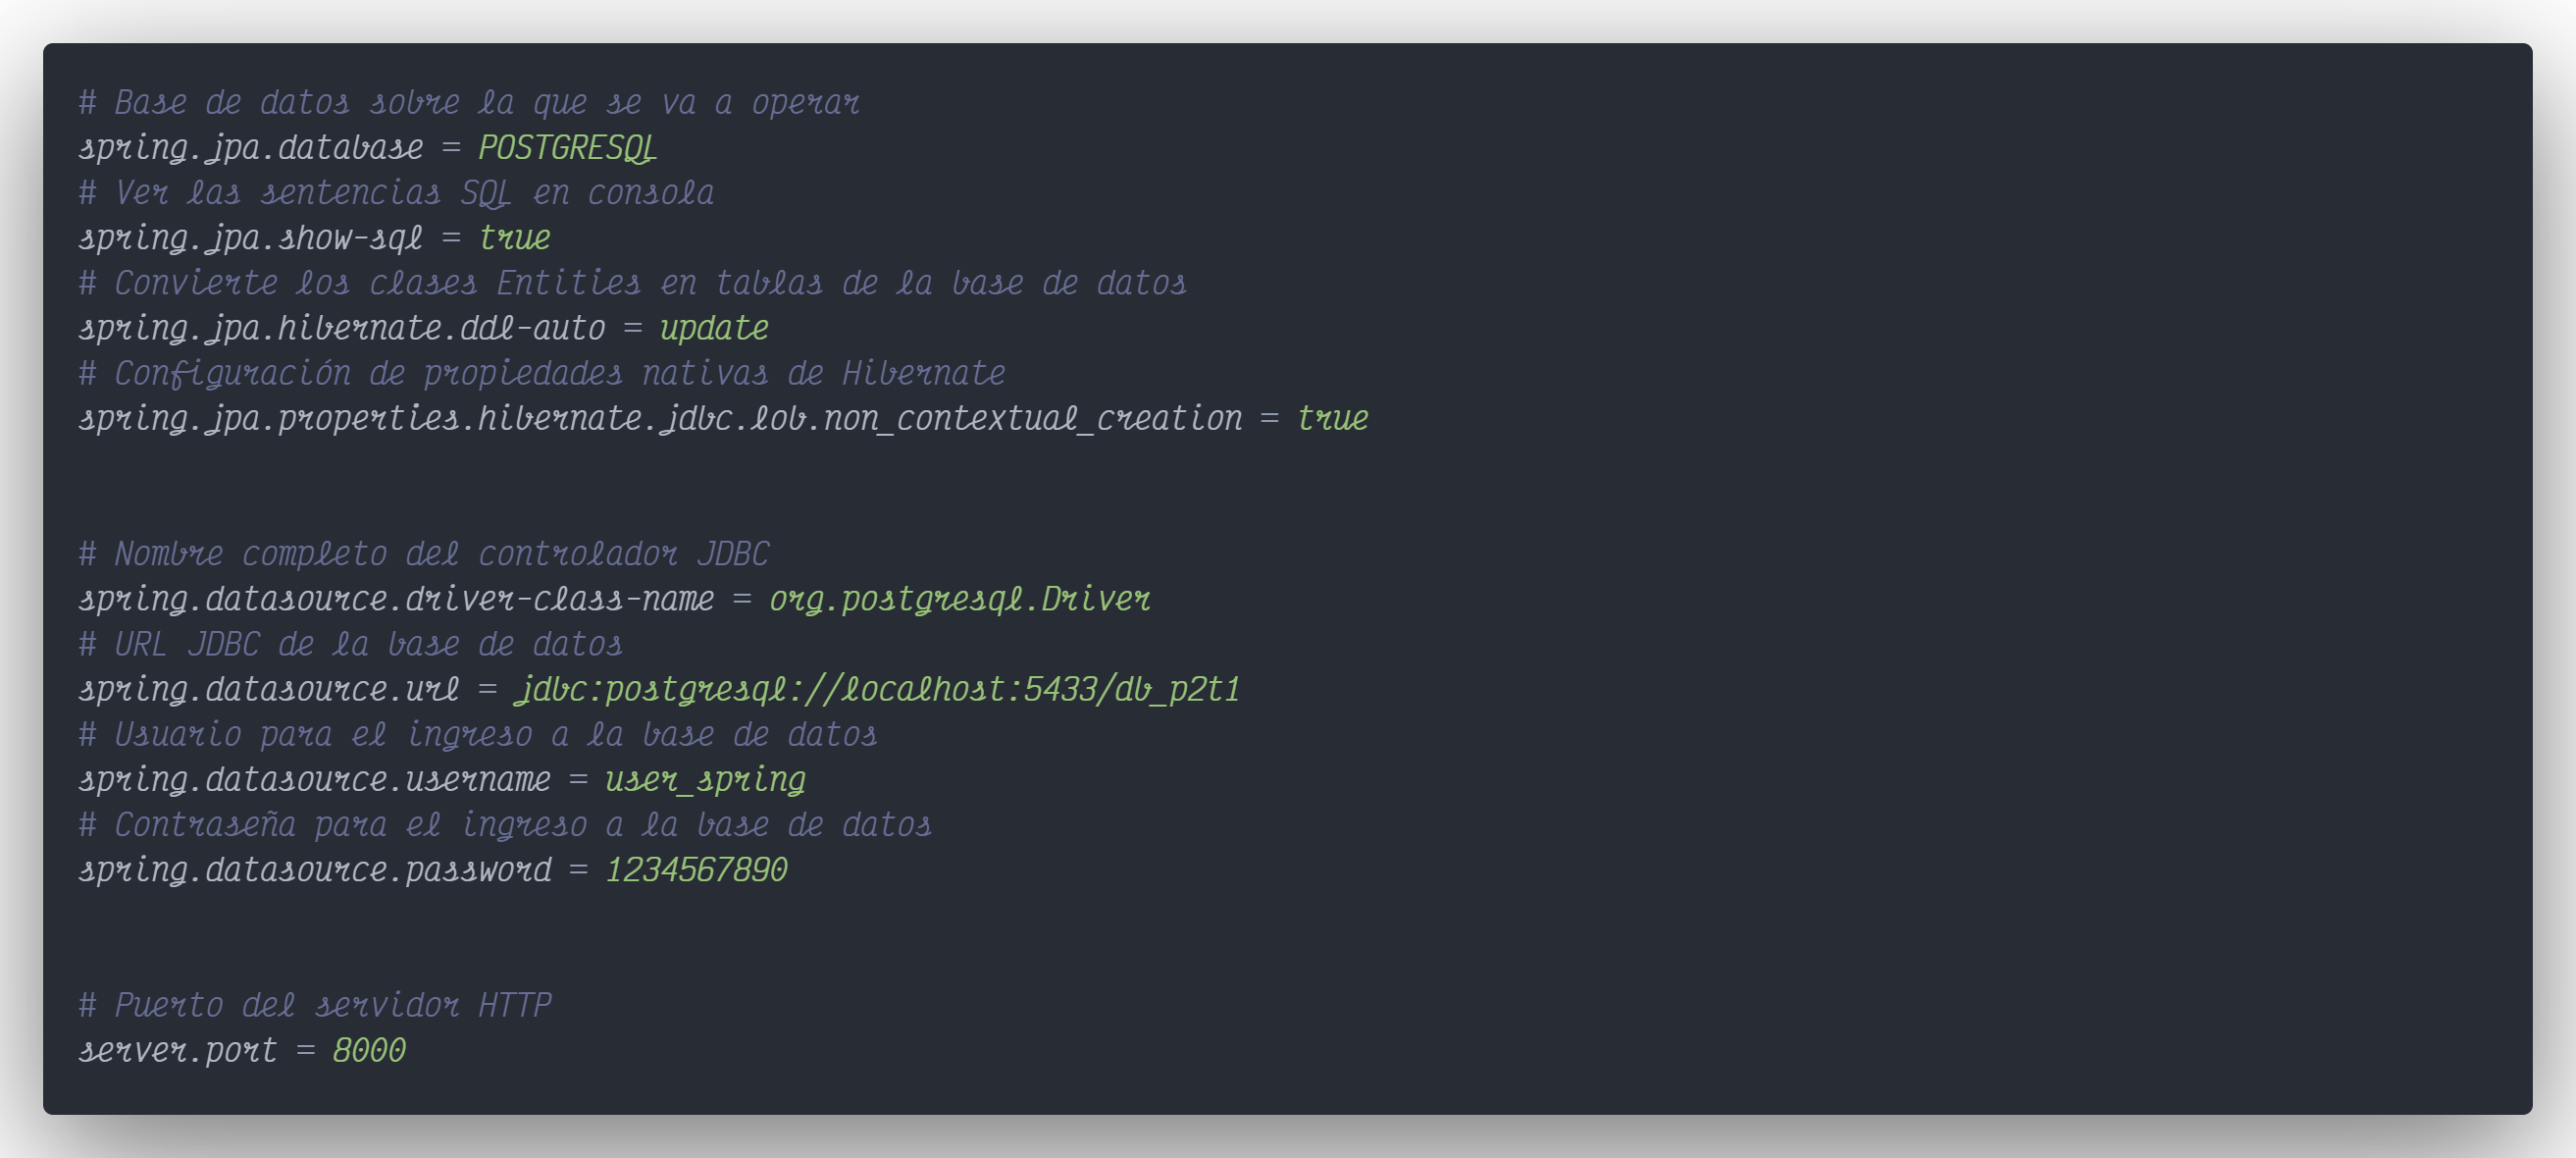 # Base de datos sobre la que se va a operar
spring.jpa.database = POSTGRESQL
# Ver las sentencias SQL en consola
spring.jpa.show-sql = true
# Convierte los clases Entities en tablas de la base de datos
spring.jpa.hibernate.ddl-auto = update
# Configuración de propiedades nativas de Hibernate
spring.jpa.properties.hibernate.jdbc.lob.non_contextual_creation = true
# Nombre completo del controlador JDBC
spring.datasource.driver-class-name = org.postgresql.Driver
# URL JDBC de la base de datos
spring.datasource.url = jdbc:postgresql://localhost:5433/db_p2t1
# Usuario para el ingreso a la base de datos
spring.datasource.username = user_spring
# Contraseña para el ingreso a la base de datos
spring.datasource.password = 1234567890
# Puerto del servidor HTTP
server.port = 8000